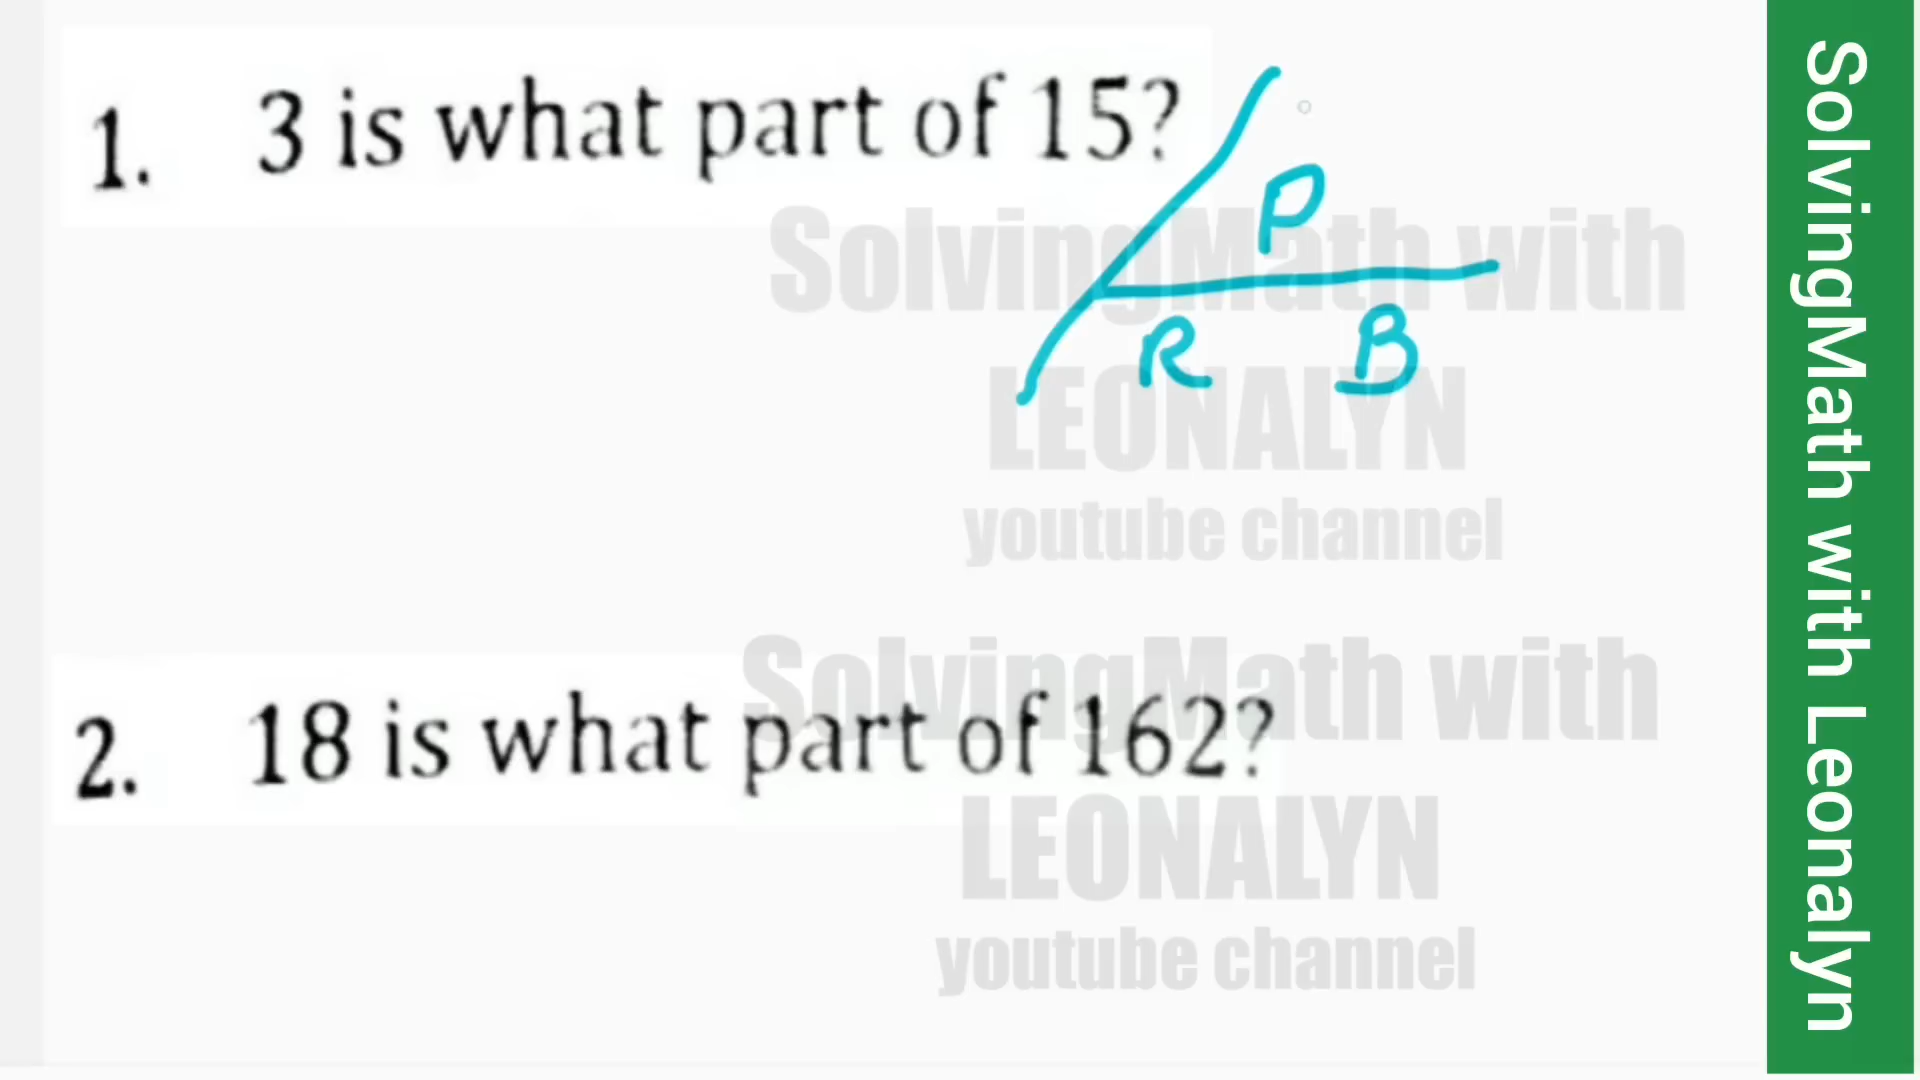 1. 3 is what part of 15?
P
R B
SolvingMath with
LEONALYN
youtube channel
2. 18 is what part of 162?
SolvingMath with
LEONALYN
youtube channel
SolvingMath with Leonalyn